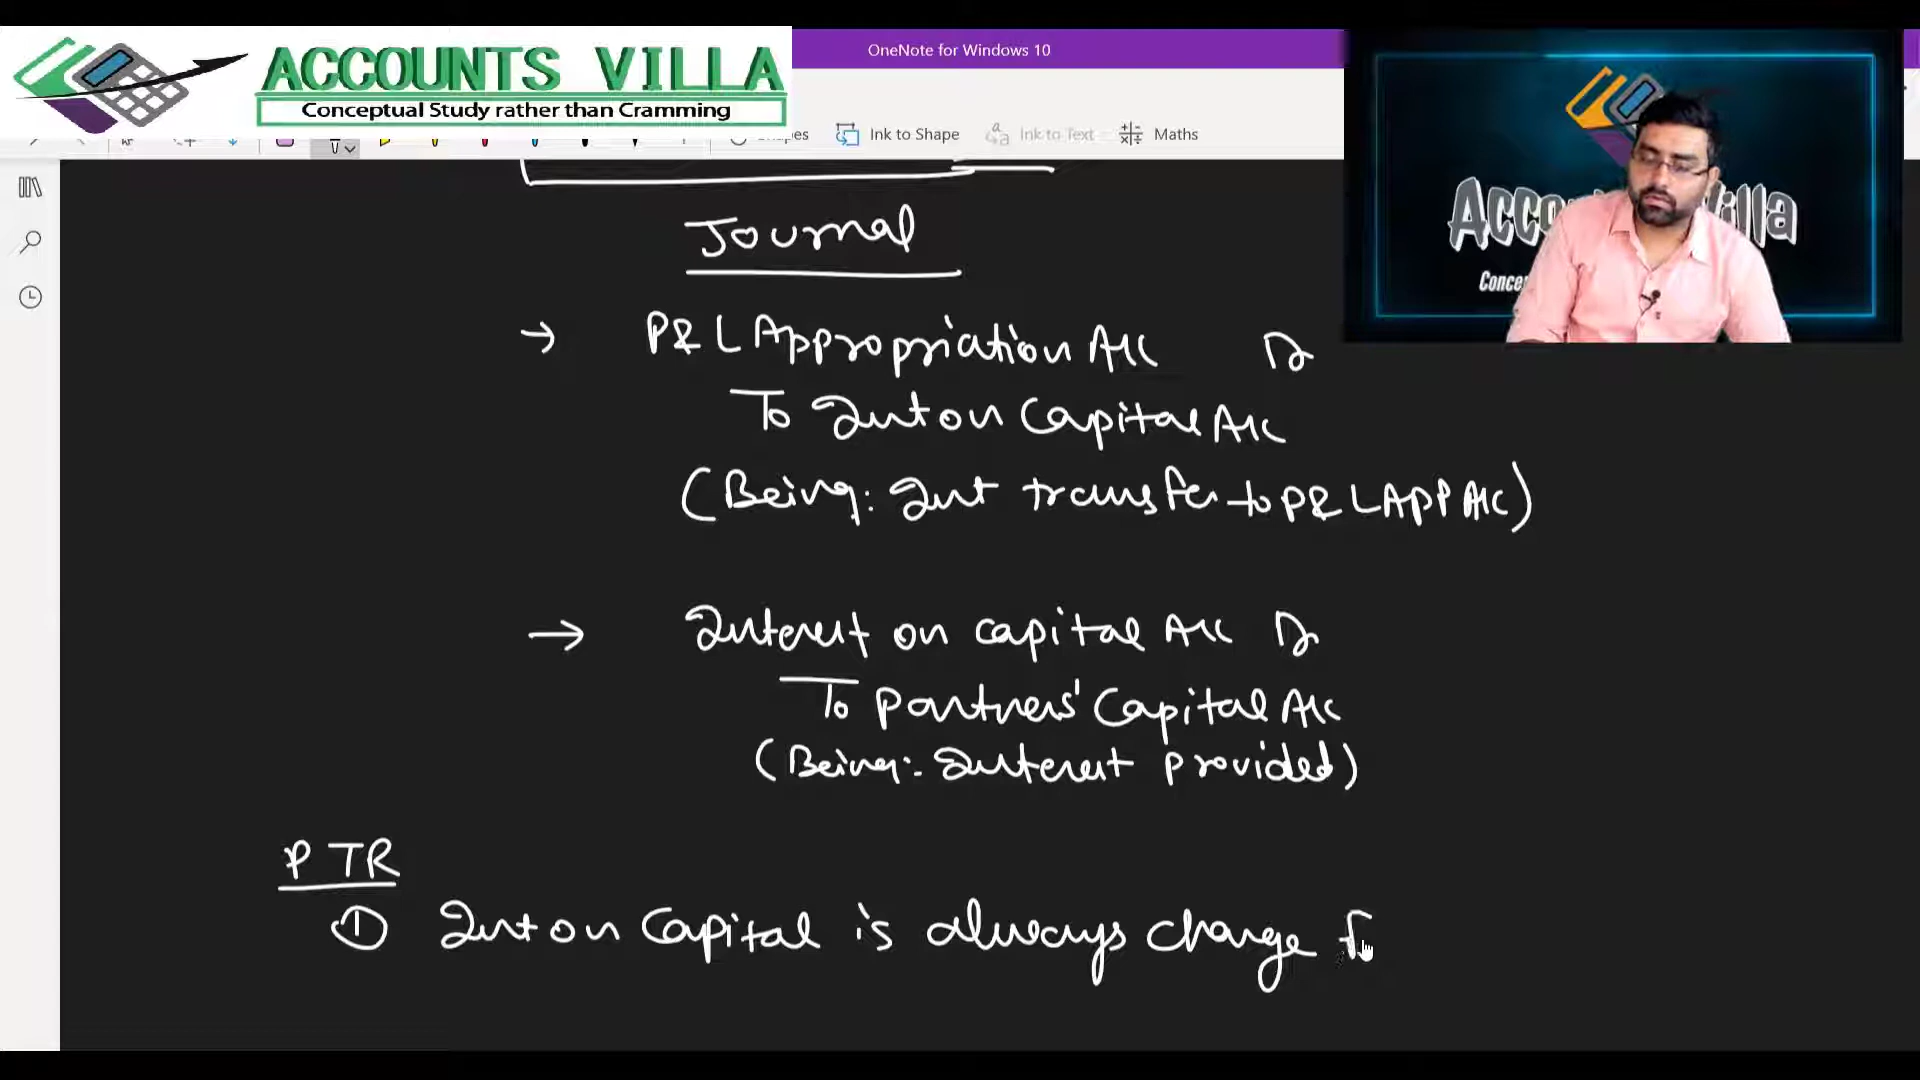 ACCOUNTS VILLA
Conceptual Study rather than Cramming
OneNote for Windows 10
Ink to Shape
Ink to Text
Maths
Journal
→ P&L Appropriation A/c Dr
To Int on Capital A/c
(Being: Int transfer to P&L APP A/c)
→ Interest on capital A/c Dr
To Partners' Capital A/c
(Being:- Interest provided)
PTR
① Int on Capital is always charge f